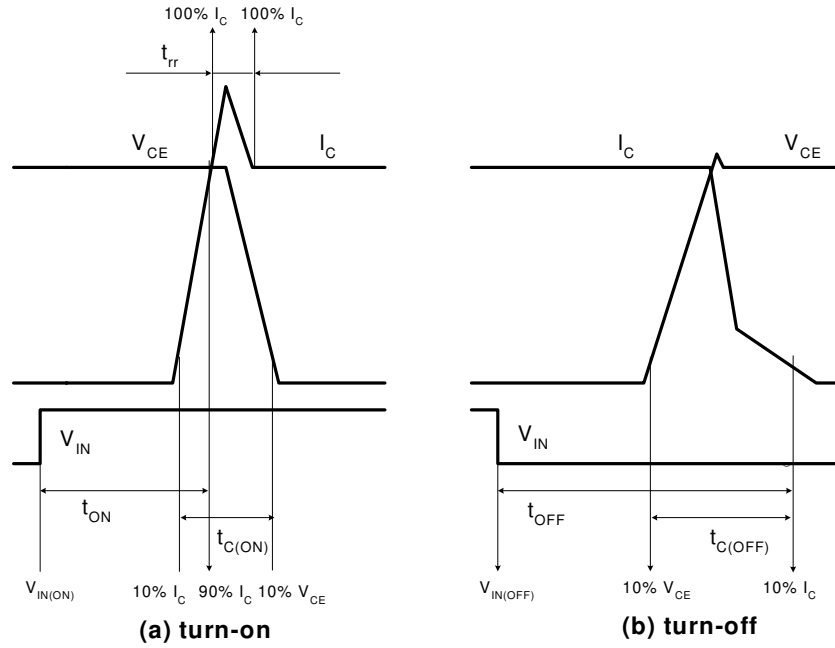 100% I_C 100% I_C
t_rr
V_CE I_C
I_C V_CE
V_IN
V_IN
t_ON
t_OFF
t_C(ON)
t_C(OFF)
V_IN(ON) 10% I_C 90% I_C 10% V_CE
V_IN(OFF) 10% V_CE 10% I_C
(a) turn-on
(b) turn-off